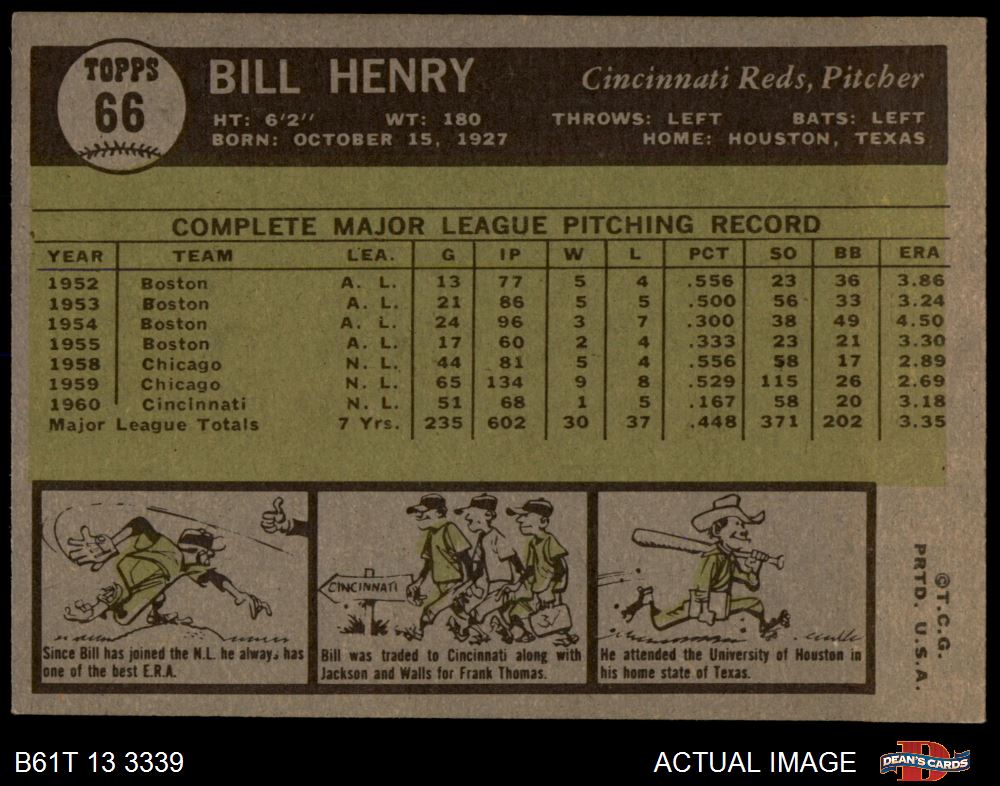 TOPPS
66
BILL HENRY
Cincinnati Reds, Pitcher
HT: 6'2" WT: 180 THROWS: LEFT BATS: LEFT
BORN: OCTOBER 15, 1927 HOME: HOUSTON, TEXAS
COMPLETE MAJOR LEAGUE PITCHING RECORD
YEAR TEAM LEA. G IP W L PCT SO BB ERA
1952 Boston A. L. 13 77 5 4 .556 23 36 3.86
1953 Boston A. L. 21 86 5 5 .500 56 33 3.24
1954 Boston A. L. 24 96 3 7 .300 38 49 4.50
1955 Boston A. L. 17 60 2 4 .333 23 21 3.30
1958 Chicago N. L. 44 81 5 4 .556 58 17 2.89
1959 Chicago N. L. 65 134 9 8 .529 115 26 2.69
1960 Cincinnati N. L. 51 68 1 5 .167 58 20 3.18
Major League Totals 7 Yrs. 235 602 30 37 .448 371 202 3.35
Since Bill has joined the N.L. he always has
one of the best E.R.A.
CINCINNATI
Bill was traded to Cincinnati along with
Jackson and Walls for Frank Thomas.
He attended the University of Houston in
his home state of Texas.
©T.C.G.
PRTD. U.S.A.
B61T 13 3339
ACTUAL IMAGE
DEAN'S CARDS